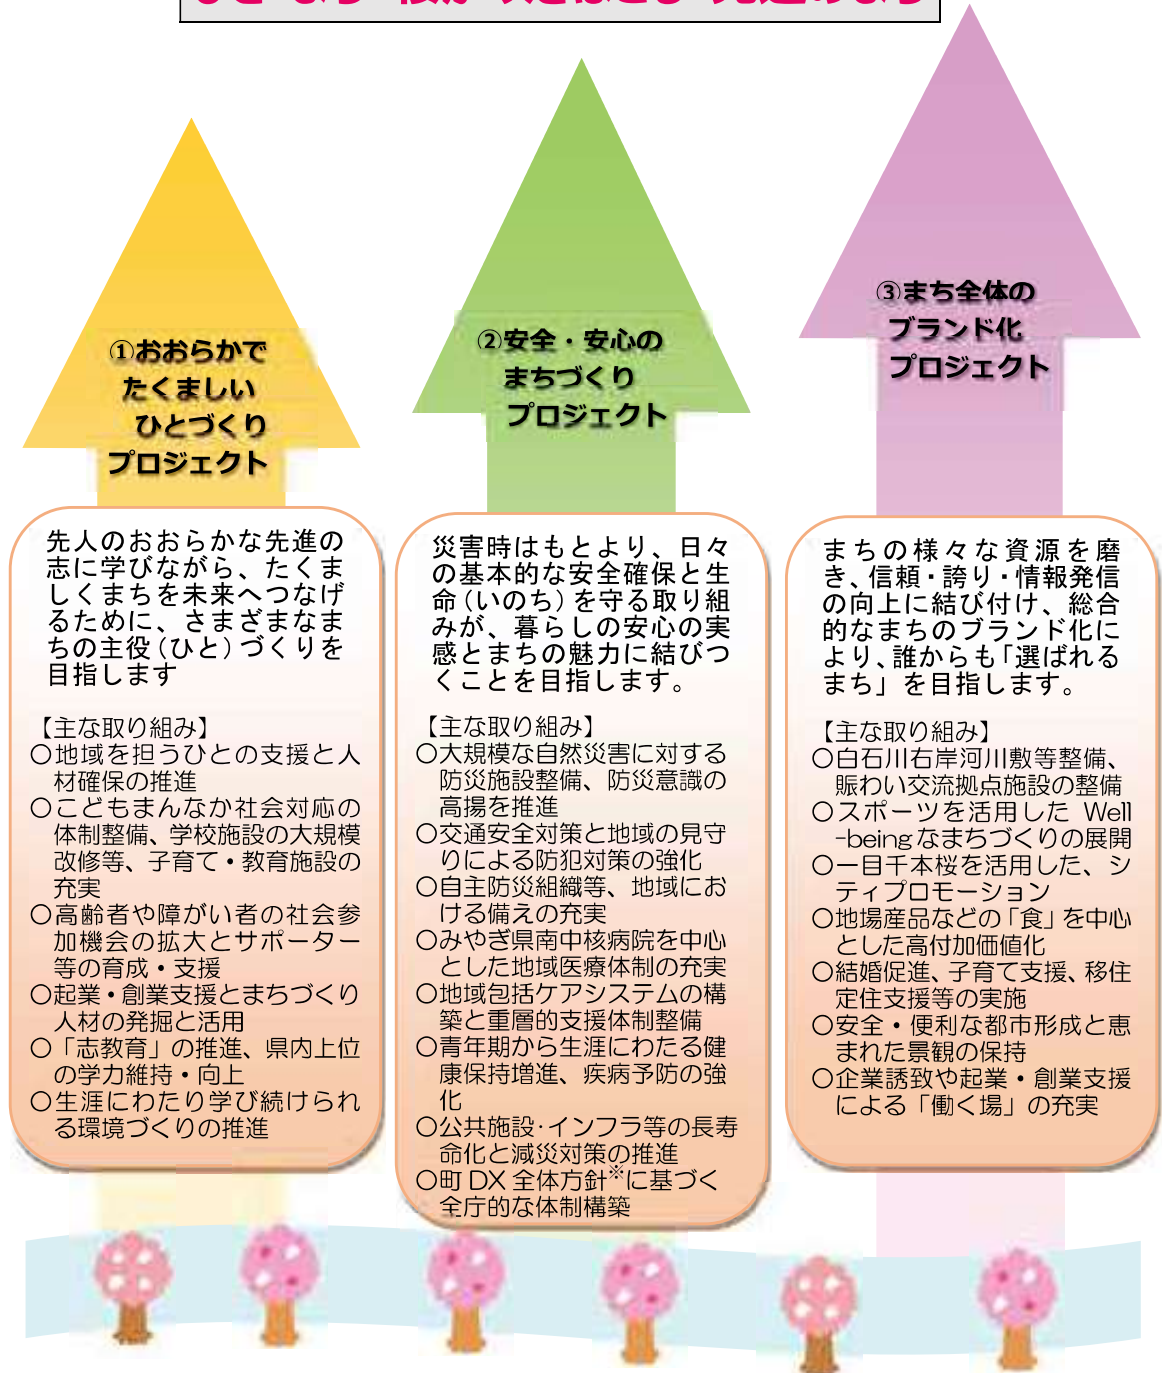 ①おおらかで
たくましい
ひとづくり
プロジェクト
先人のおおらかな先進の
志に学びながら、たくま
しくまちを未来へつなげ
るために、さまざまなま
ちの主役(ひと)づくりを
目指します
【主な取り組み】
○地域を担うひとの支援と人
材確保の推進
○こどもまんなか社会対応の
体制整備、学校施設の大規模
改修等、子育て・教育施設の
充実
○高齢者や障がい者の社会参
加機会の拡大とサポーター
等の育成・支援
○起業・創業支援とまちづくり
人材の発掘と活用
○「志教育」の推進、県内上位
の学力維持・向上
○生涯にわたり学び続けられ
る環境づくりの推進
②安全・安心の
まちづくり
プロジェクト
災害時はもとより、日々
の基本的な安全確保と生
命(いのち)を守る取り組
みが、暮らしの安心の実
感とまちの魅力に結びつ
くことを目指します。
【主な取り組み】
○大規模な自然災害に対する
防災施設整備、防災意識の
高揚を推進
○交通安全対策と地域の見守
りによる防犯対策の強化
○自主防災組織等、地域にお
ける備えの充実
○みやぎ県南中核病院を中心
とした地域医療体制の充実
○地域包括ケアシステムの構
築と重層的支援体制整備
○青年期から生涯にわたる健
康保持増進、疾病予防の強
化
○公共施設・インフラ等の長寿
命化と減災対策の推進
○町 DX 全体方針※に基づく
全庁的な体制構築
③まち全体の
ブランド化
プロジェクト
まちの様々な資源を磨
き、信頼・誇り・情報発信
の向上に結び付け、総合
的なまちのブランド化に
より、誰からも「選ばれる
まち」を目指します。
【主な取り組み】
○白石川右岸河川敷等整備、
賑わい交流拠点施設の整備
○スポーツを活用した Well
-beingなまちづくりの展開
○一目千本桜を活用した、シ
ティプロモーション
○地場産品などの「食」を中心
とした高付加価値化
○結婚促進、子育て支援、移住
定住支援等の実施
○安全・便利な都市形成と恵
まれた景観の保持
○企業誘致や起業・創業支援
による「働く場」の充実